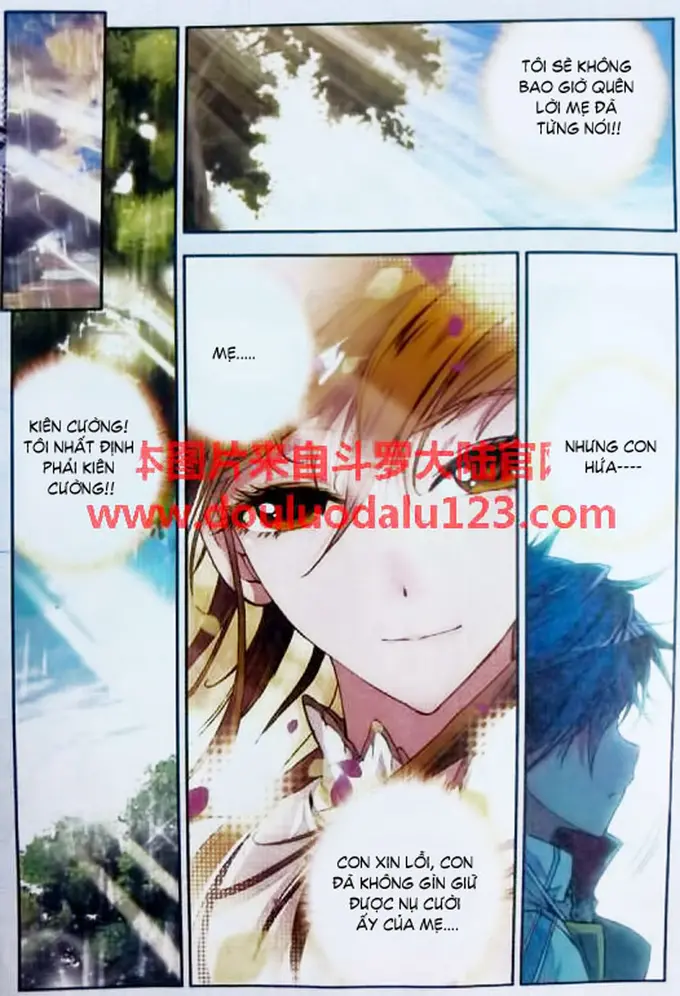 TÔI SẼ KHÔNG
BAO GIỜ QUÊN
LỜI MẸ ĐÃ
TỪNG NÓI!!
KIÊN CƯỜNG!
TÔI NHẤT ĐỊNH
PHẢI KIÊN
CƯỜNG!!
MẸ.....
NHƯNG CON
HỨA----
本图片来自斗罗大陆官
www.douluodalu123.com
CON XIN LỖI, CON
ĐÃ KHÔNG GÌN GIỮ
ĐƯỢC NỤ CƯỜI
ẤY CỦA MẸ....